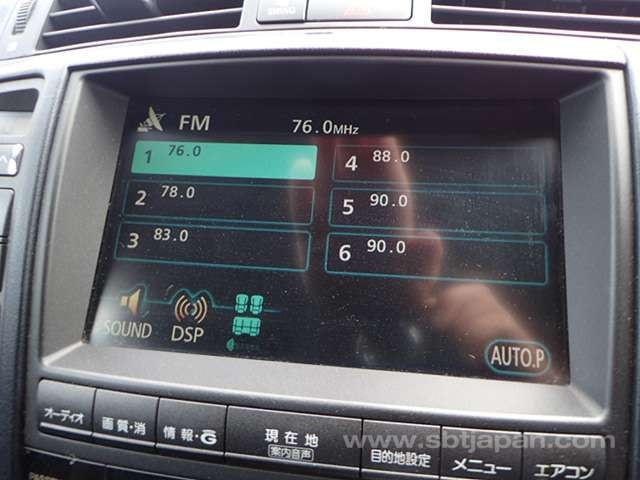 FM 76.0MHz
1 76.0
2 78.0
3 83.0
4 88.0
5 90.0
6 90.0
SOUND
DSP
AUTO.P
オーディオ
画質・消
情報・G
現在地
案内音声
目的地設定
メニュー
エアコン
www.sbtjapan.com